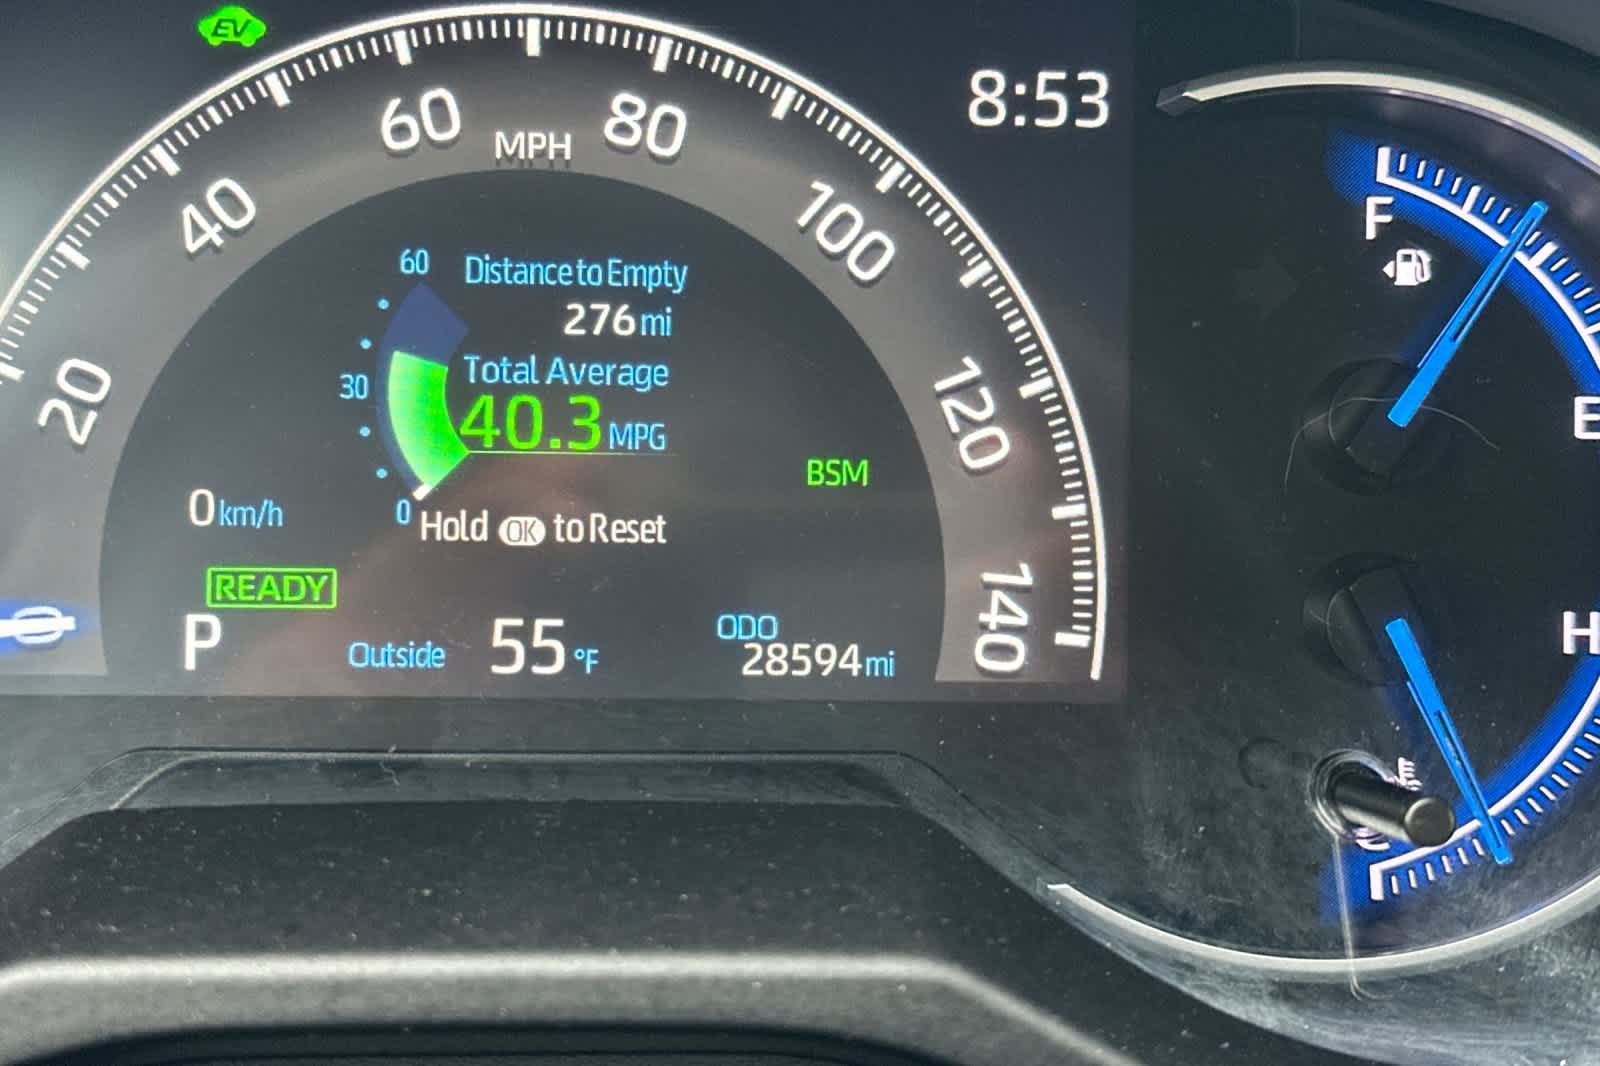 EV
8:53
20
40
60
MPH
80
100
120
140
60
30
0
Distance to Empty
276 mi
Total Average
40.3 MPG
BSM
0 km/h
Hold OK to Reset
READY
P
Outside 55 °F
ODO
28594 mi
F
E
H